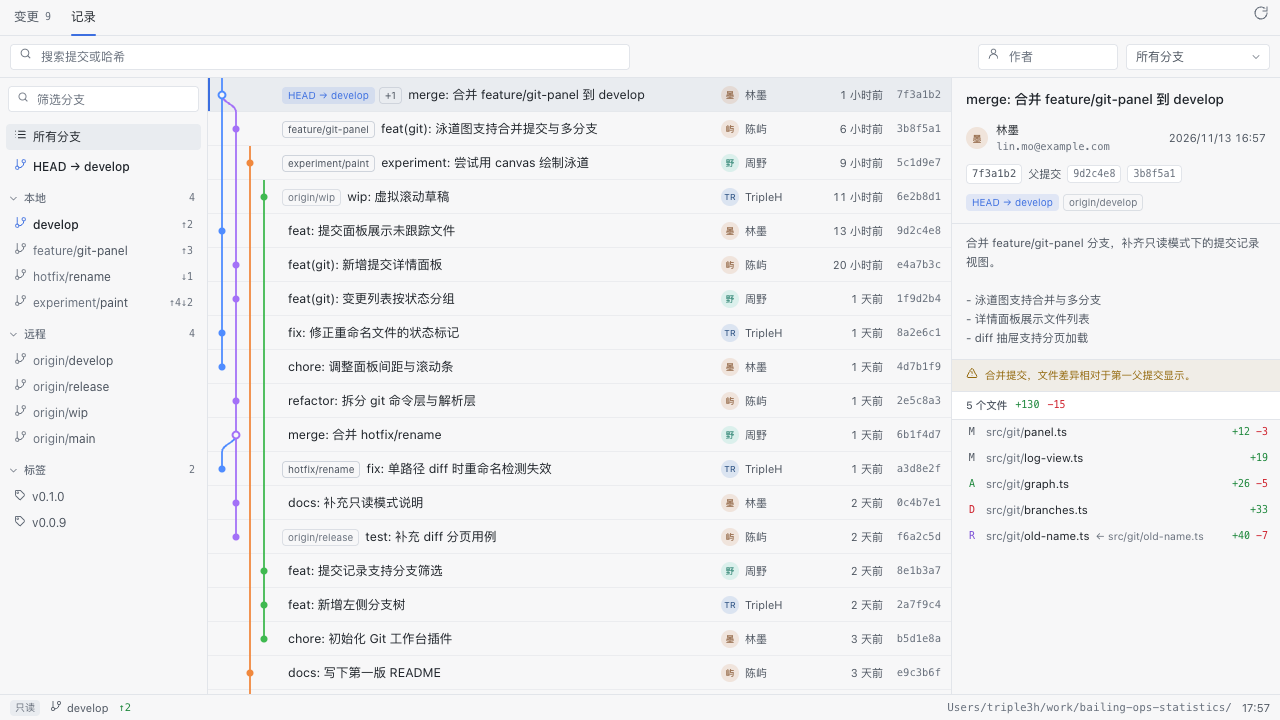 变更 9 记录
搜索提交或哈希 作者 所有分支
筛选分支
所有分支
HEAD → develop
本地 4
develop ↑2
feature/git-panel ↑3
hotfix/rename ↓1
experiment/paint ↑4↓2
远程 4
origin/develop
origin/release
origin/wip
origin/main
标签 2
v0.1.0
v0.0.9
HEAD → develop +1 merge: 合并 feature/git-panel 到 develop 墨 林墨 1 小时前 7f3a1b2
feature/git-panel feat(git): 泳道图支持合并提交与多分支 屿 陈屿 6 小时前 3b8f5a1
experiment/paint experiment: 尝试用 canvas 绘制泳道 野 周野 9 小时前 5c1d9e7
origin/wip wip: 虚拟滚动草稿 TR TripleH 11 小时前 6e2b8d1
feat: 提交面板展示未跟踪文件 墨 林墨 13 小时前 9d2c4e8
feat(git): 新增提交详情面板 屿 陈屿 20 小时前 e4a7b3c
feat(git): 变更列表按状态分组 野 周野 1 天前 1f9d2b4
fix: 修正重命名文件的状态标记 TR TripleH 1 天前 8a2e6c1
chore: 调整面板间距与滚动条 墨 林墨 1 天前 4d7b1f9
refactor: 拆分 git 命令层与解析层 屿 陈屿 1 天前 2e5c8a3
merge: 合并 hotfix/rename 野 周野 1 天前 6b1f4d7
hotfix/rename fix: 单路径 diff 时重命名检测失效 TR TripleH 1 天前 a3d8e2f
docs: 补充只读模式说明 墨 林墨 2 天前 0c4b7e1
origin/release test: 补充 diff 分页用例 屿 陈屿 2 天前 f6a2c5d
feat: 提交记录支持分支筛选 野 周野 2 天前 8e1b3a7
feat: 新增左侧分支树 TR TripleH 2 天前 2a7f9c4
chore: 初始化 Git 工作台插件 墨 林墨 3 天前 b5d1e8a
docs: 写下第一版 README 屿 陈屿 3 天前 e9c3b6f
merge: 合并 feature/git-panel 到 develop
墨 林墨 2026/11/13 16:57
lin.mo@example.com
7f3a1b2 父提交 9d2c4e8 3b8f5a1
HEAD → develop origin/develop
合并 feature/git-panel 分支，补齐只读模式下的提交记录
视图。
- 泳道图支持合并与多分支
- 详情面板展示文件列表
- diff 抽屉支持分页加载
合并提交，文件差异相对于第一父提交显示。
5 个文件 +130 −15
M src/git/panel.ts +12 −3
M src/git/log-view.ts +19
A src/git/graph.ts +26 −5
D src/git/branches.ts +33
R src/git/old-name.ts ← src/git/old-name.ts +40 −7
只读 develop ↑2 Users/triple3h/work/bailing-ops-statistics/ 17:57